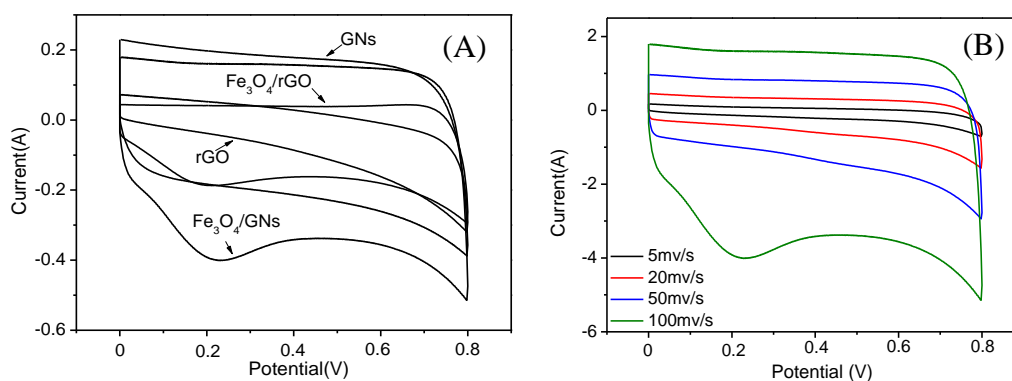 (A)
GNs
Fe₃O₄/rGO
rGO
Fe₃O₄/GNs
Current(A)
0.2
0.0
-0.2
-0.4
-0.6
0
0.2
0.4
0.6
0.8
Potential(V)
(B)
Current(A)
2
0
-2
-4
-6
5mv/s
20mv/s
50mv/s
100mv/s
0
0.2
0.4
0.6
0.8
Potential (V)